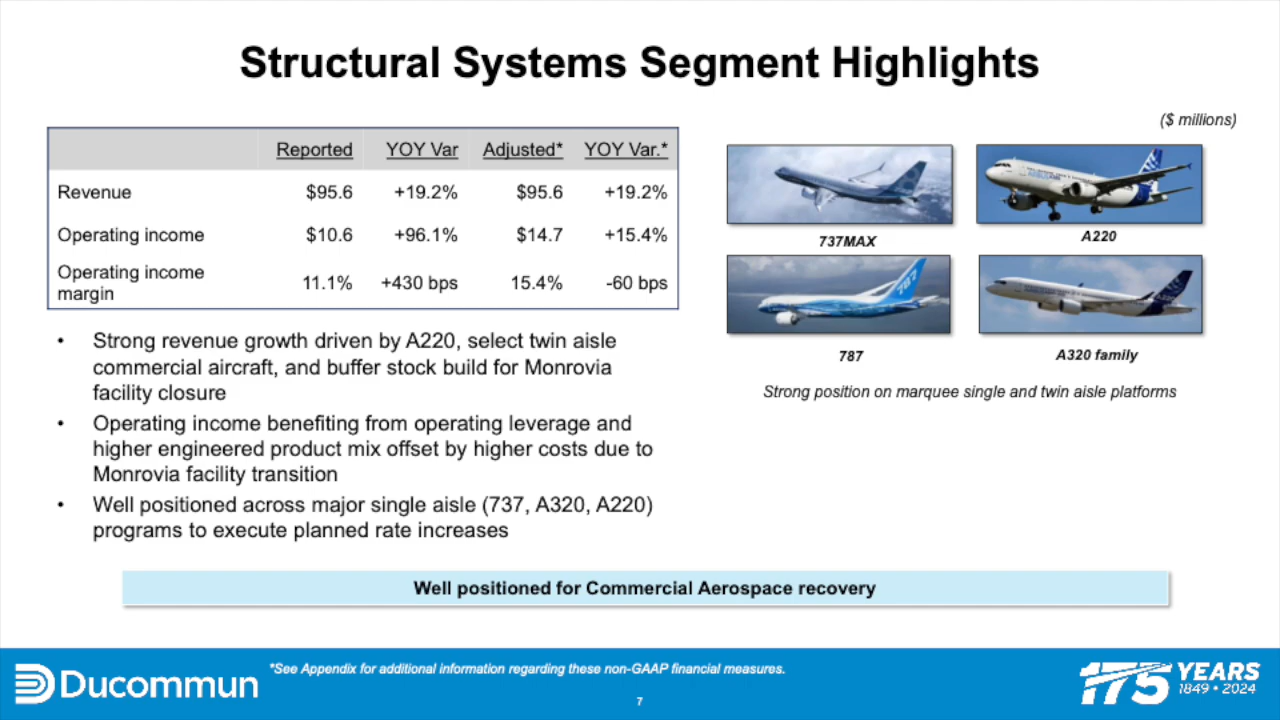 Structural Systems Segment Highlights
($ millions)
Reported YOY Var Adjusted* YOY Var.*
Revenue $95.6 +19.2% $95.6 +19.2%
Operating income $10.6 +96.1% $14.7 +15.4%
Operating income
margin 11.1% +430 bps 15.4% -60 bps
737MAX
A220
787
787
A320 family
Strong position on marquee single and twin aisle platforms
• Strong revenue growth driven by A220, select twin aisle
commercial aircraft, and buffer stock build for Monrovia
facility closure
• Operating income benefiting from operating leverage and
higher engineered product mix offset by higher costs due to
Monrovia facility transition
• Well positioned across major single aisle (737, A320, A220)
programs to execute planned rate increases
Well positioned for Commercial Aerospace recovery
Ducommun
*See Appendix for additional information regarding these non-GAAP financial measures.
7
175 YEARS
1849 • 2024